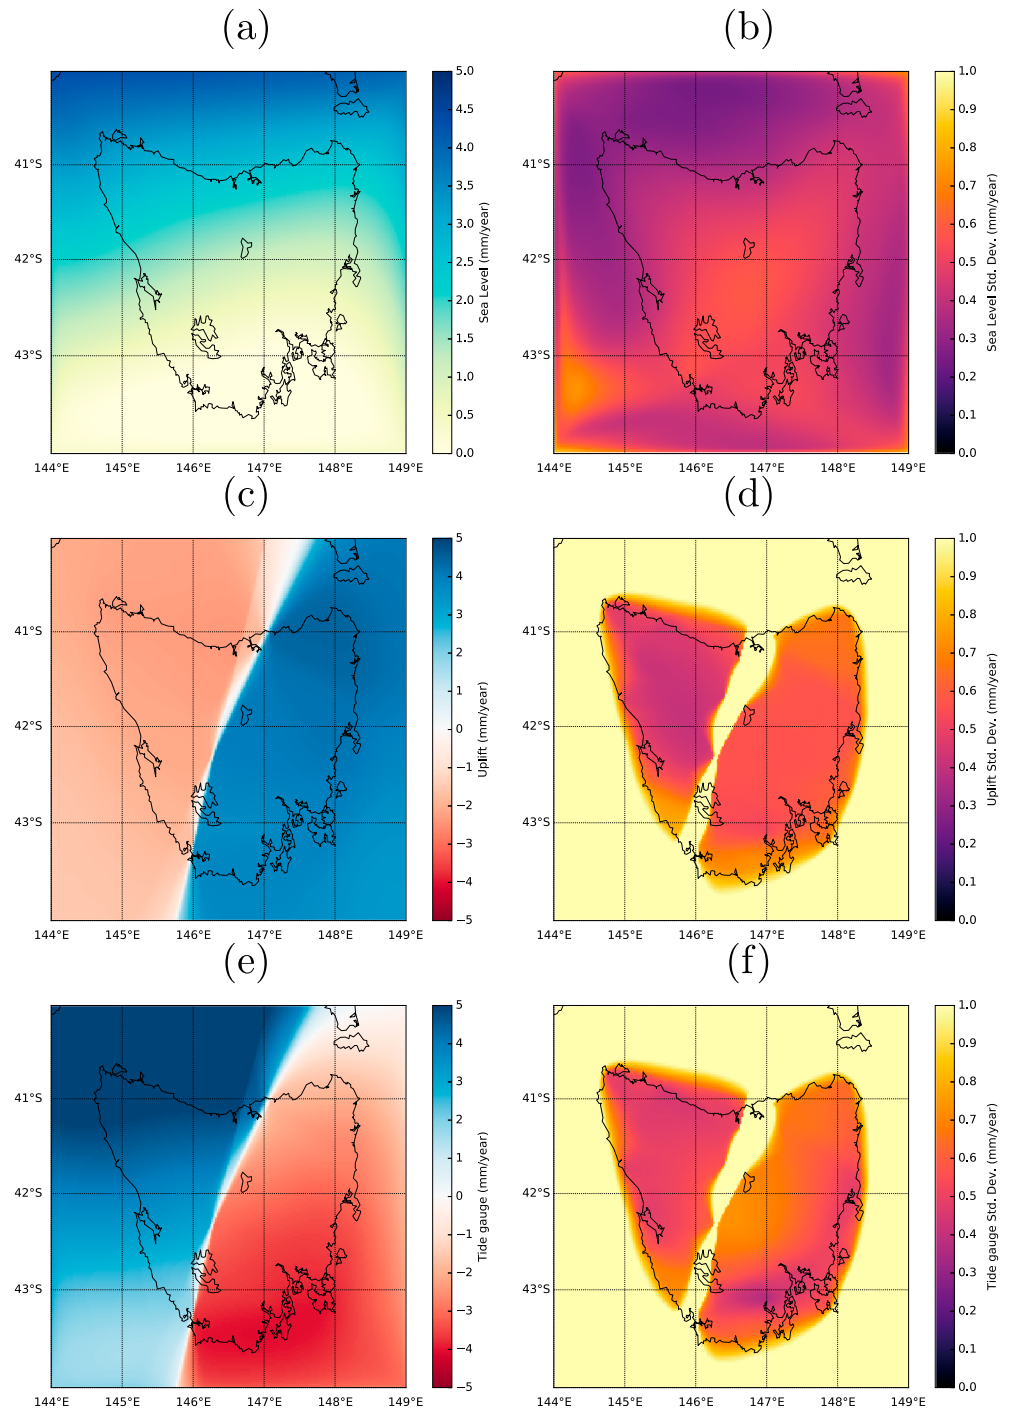 (a)
(b)
5.0
4.5
4.0
3.5
3.0
2.5
2.0
1.5
1.0
0.5
0.0
Sea Level (mm/year)
41°S
42°S
43°S
144°E 145°E 146°E 147°E 148°E 149°E
1.0
0.9
0.8
0.7
0.6
0.5
0.4
0.3
0.2
0.1
0.0
Sea Level Std. Dev. (mm/year)
41°S
42°S
43°S
144°E 145°E 146°E 147°E 148°E 149°E
(c)
(d)
5
4
3
2
1
0
−1
−2
−3
−4
−5
Uplift (mm/year)
41°S
42°S
43°S
144°E 145°E 146°E 147°E 148°E 149°E
1.0
0.9
0.8
0.7
0.6
0.5
0.4
0.3
0.2
0.1
0.0
Uplift Std. Dev. (mm/year)
41°S
42°S
43°S
144°E 145°E 146°E 147°E 148°E 149°E
(e)
(f)
5
4
3
2
1
0
−1
−2
−3
−4
−5
Tide gauge (mm/year)
41°S
42°S
43°S
144°E 145°E 146°E 147°E 148°E 149°E
1.0
0.9
0.8
0.7
0.6
0.5
0.4
0.3
0.2
0.1
0.0
Tide gauge Std. Dev. (mm/year)
41°S
42°S
43°S
144°E 145°E 146°E 147°E 148°E 149°E